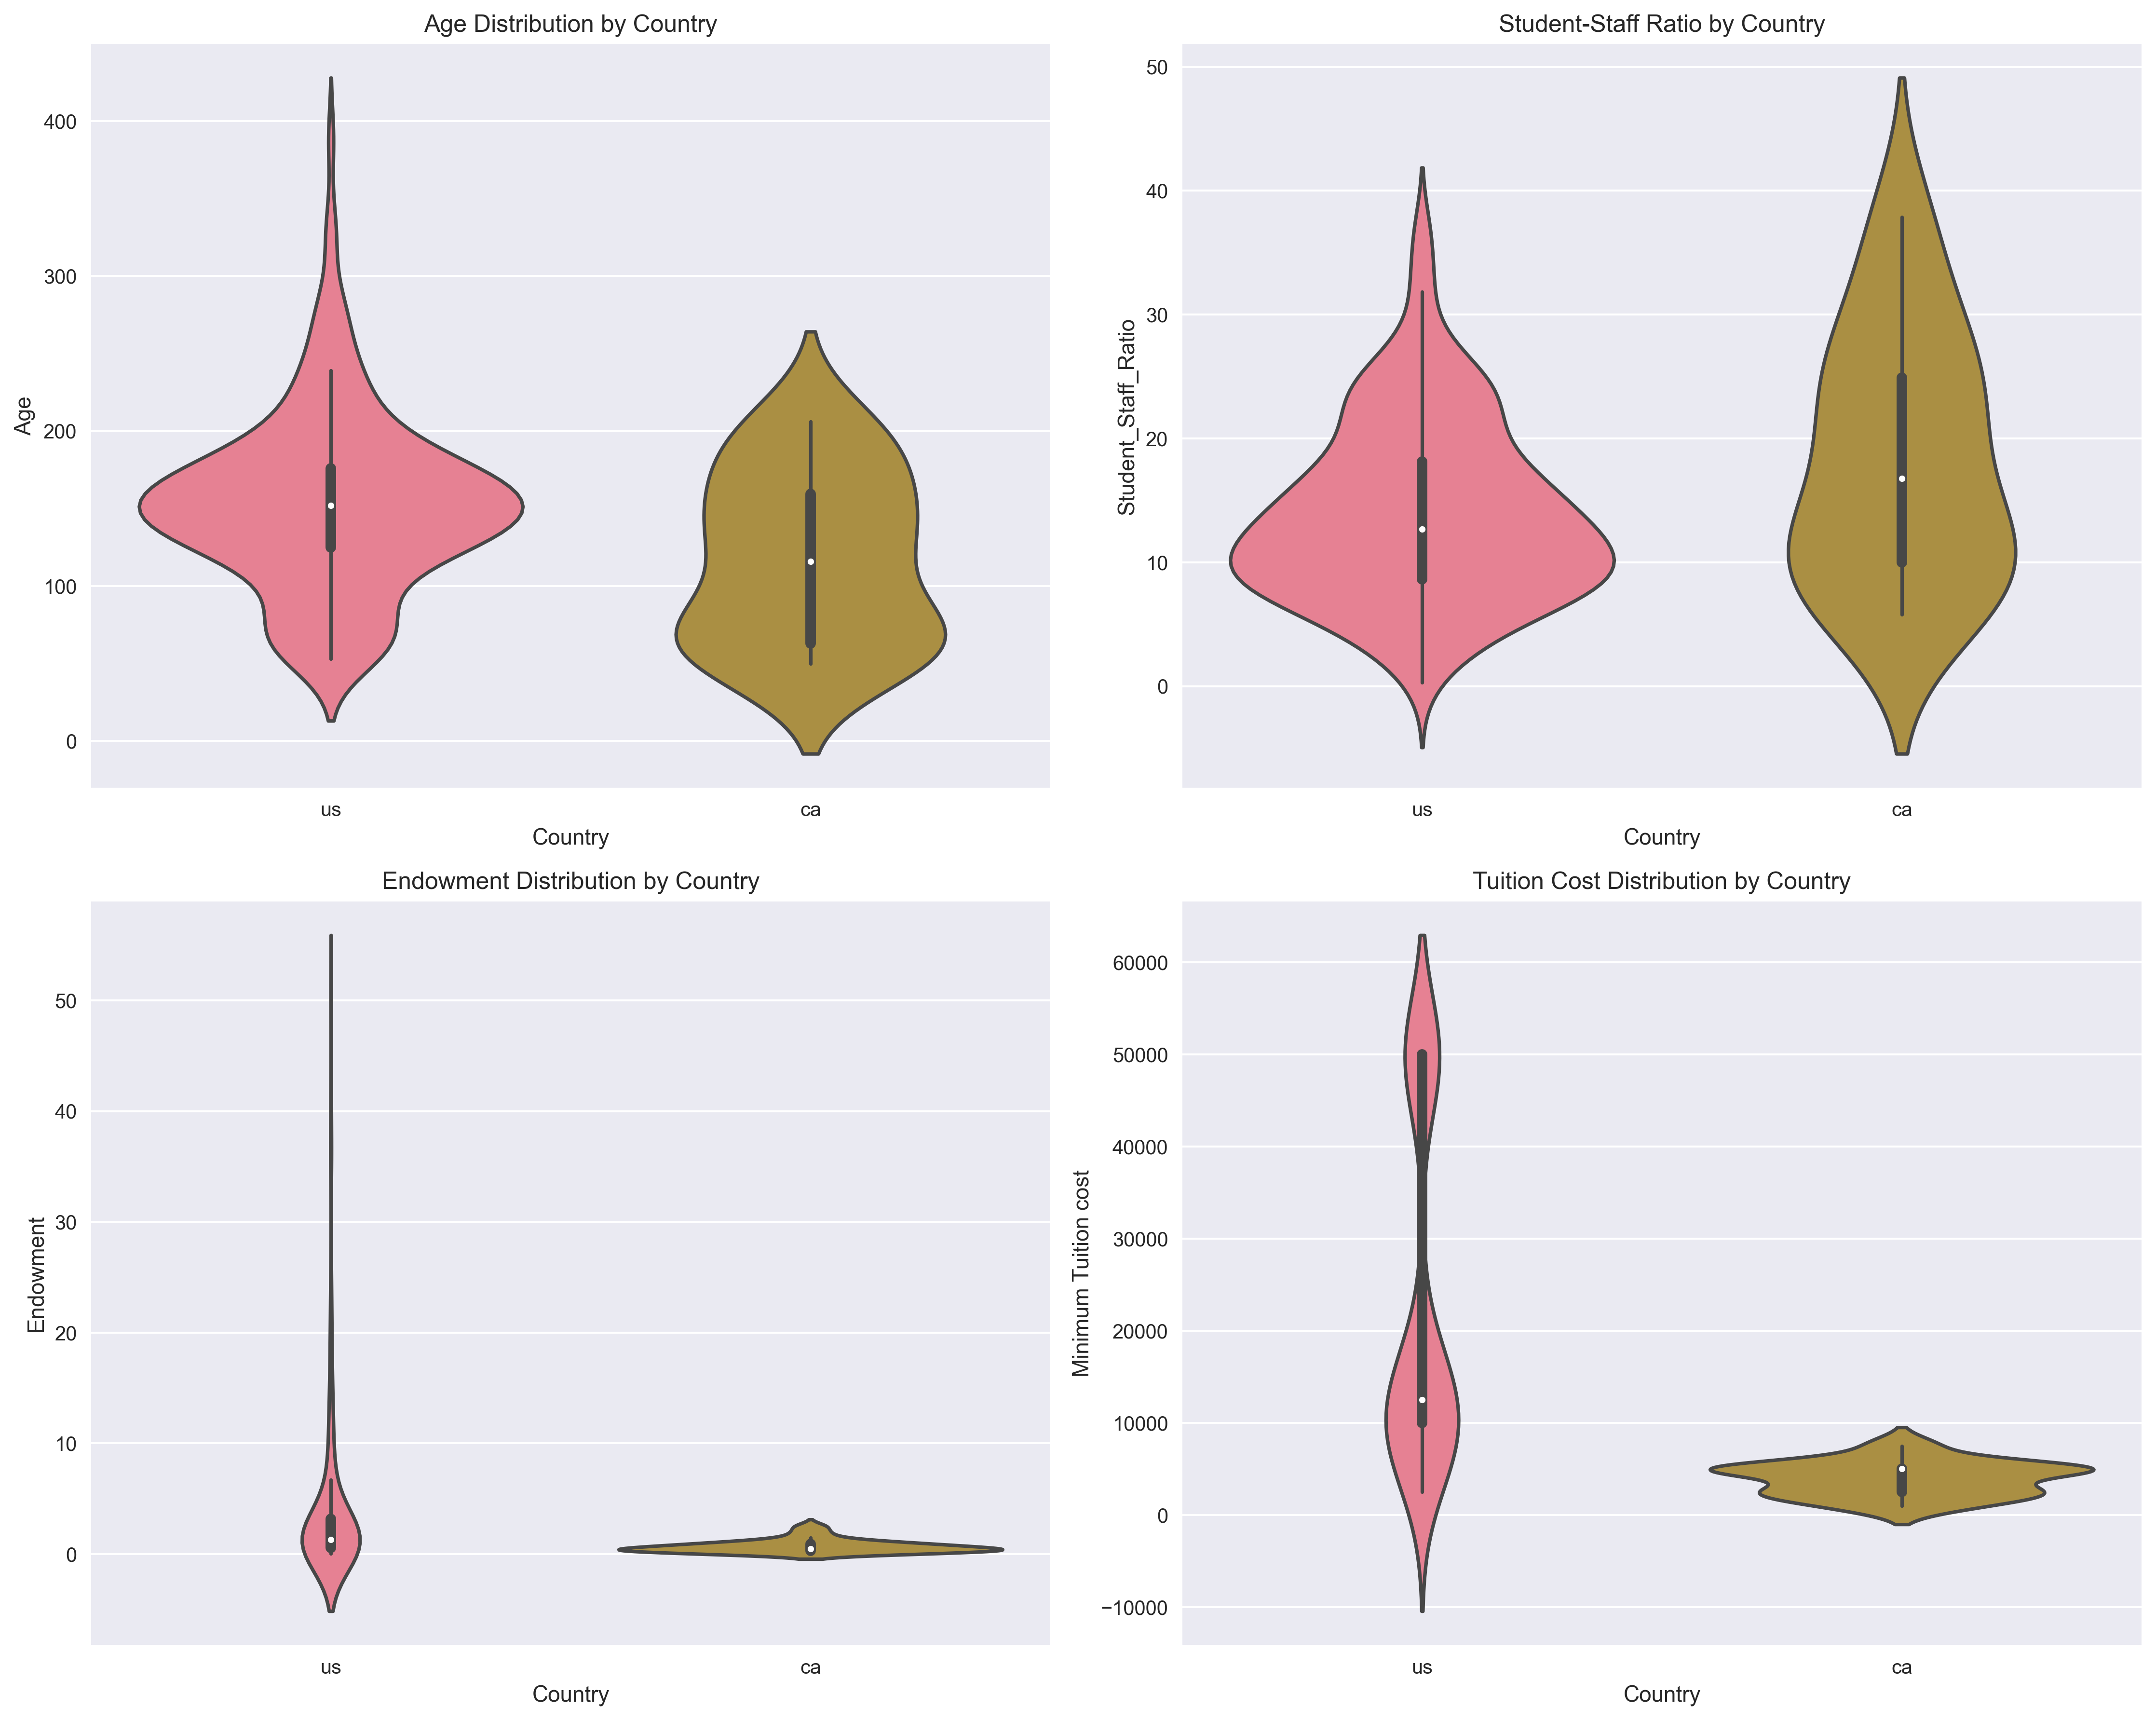 Age Distribution by Country
400
300
200
100
0
Age
us
ca
Country
Student-Staff Ratio by Country
50
40
30
20
10
0
Student_Staff_Ratio
us
ca
Country
Endowment Distribution by Country
50
40
30
20
10
0
Endowment
us
ca
Country
Tuition Cost Distribution by Country
60000
50000
40000
30000
20000
10000
0
−10000
Minimum Tuition cost
us
ca
Country